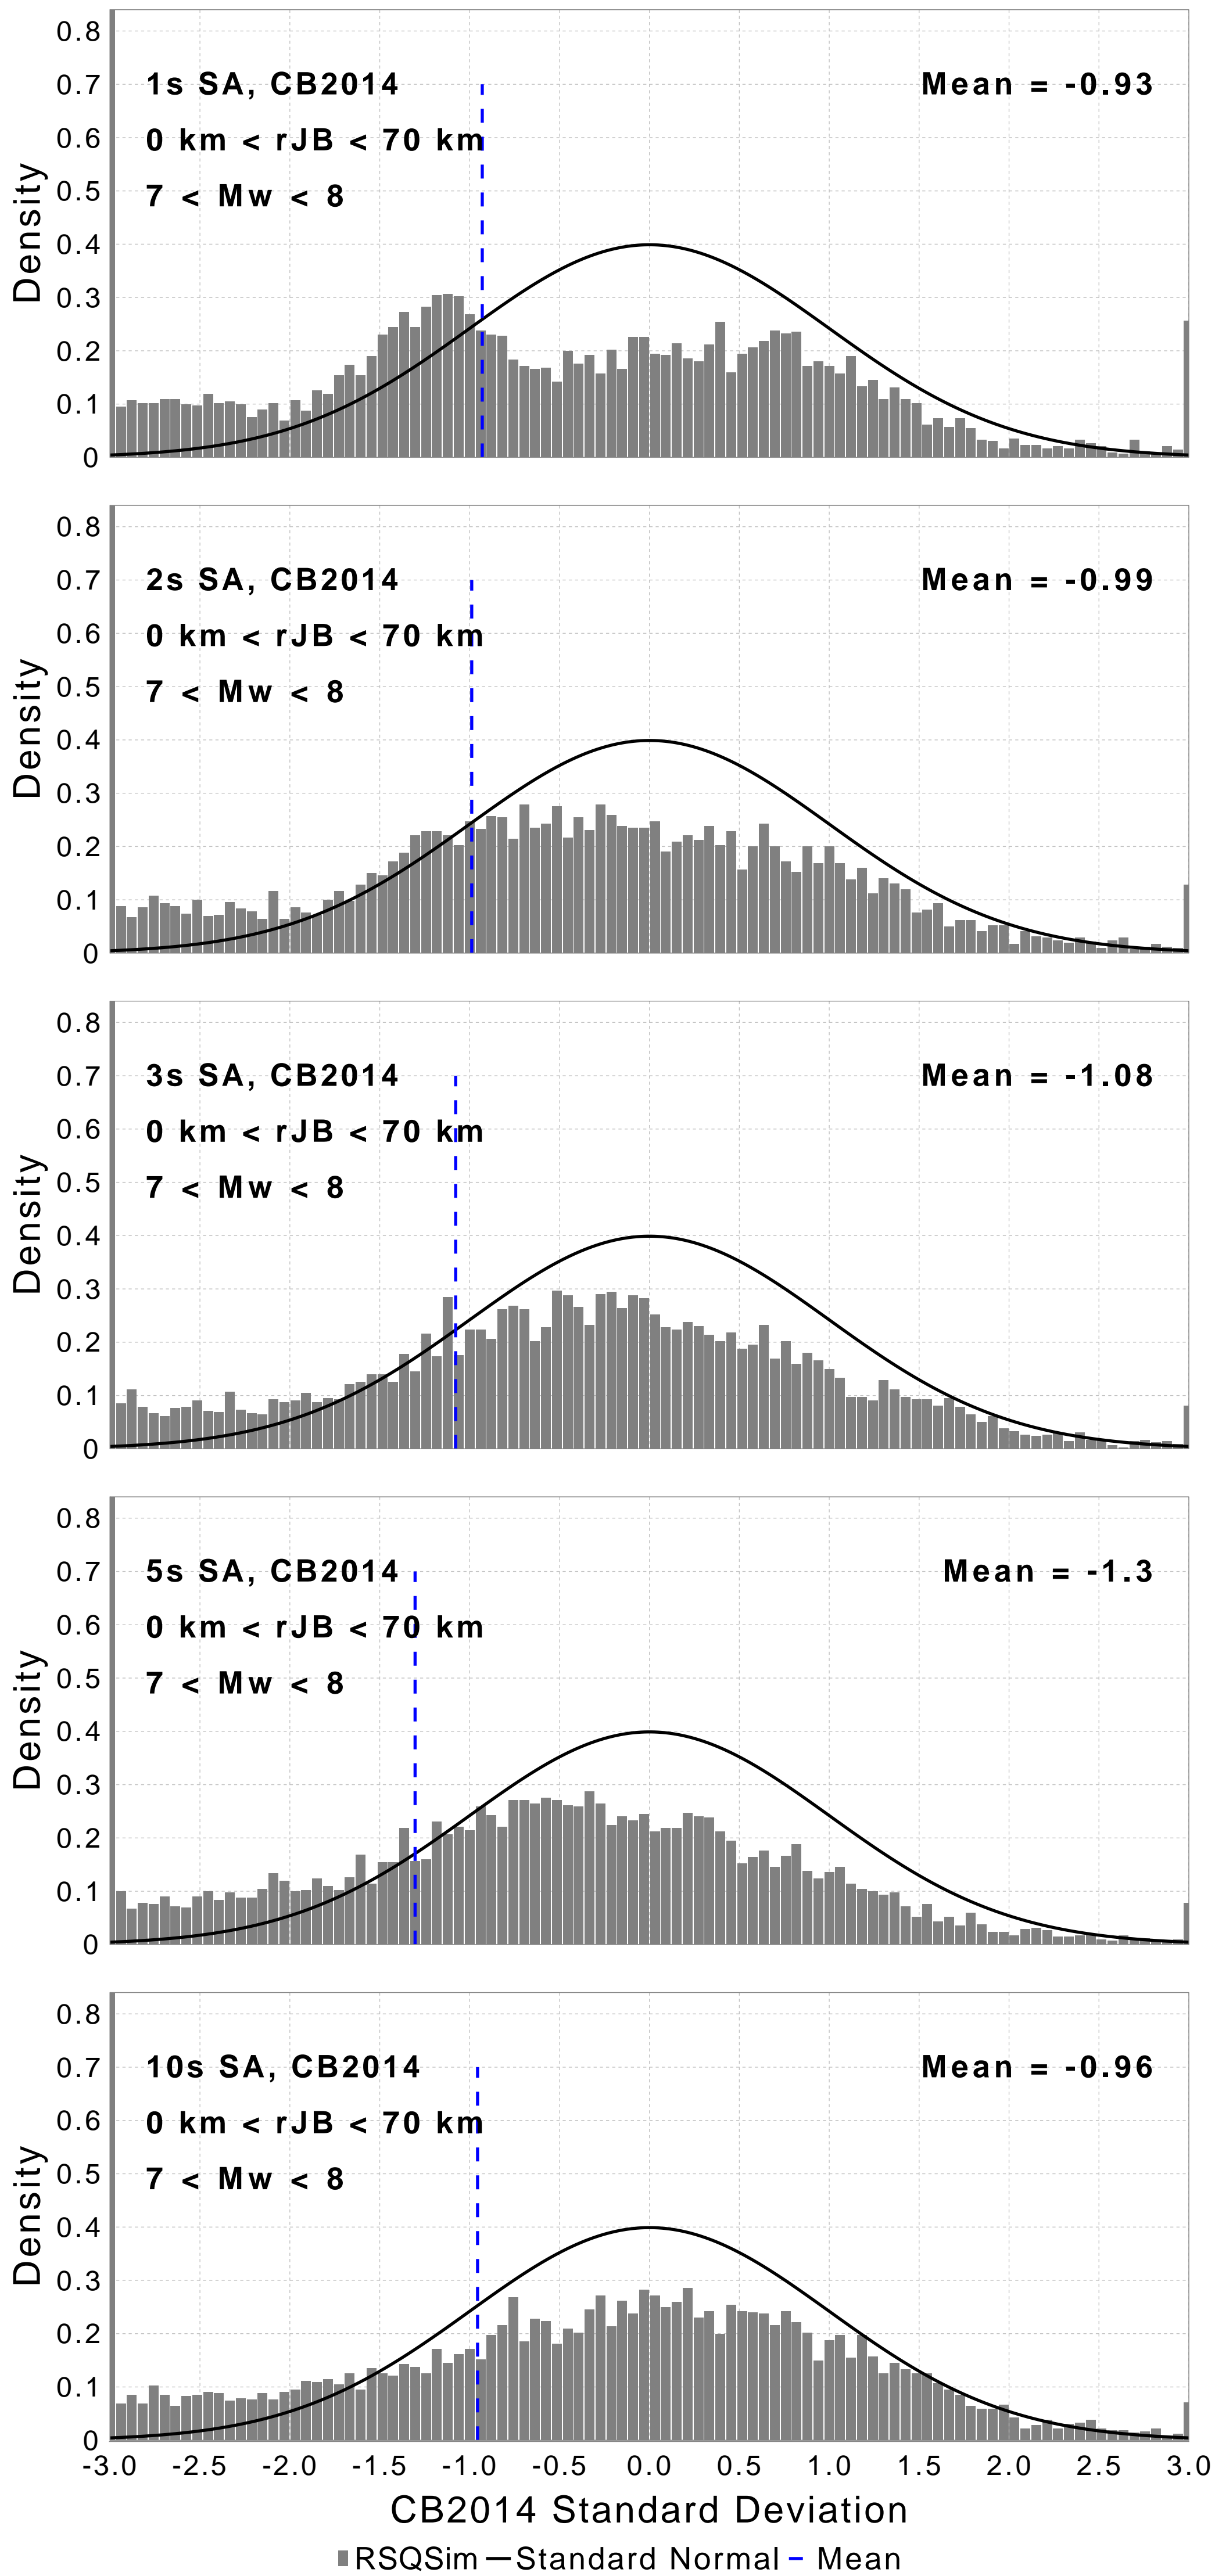 0.8
1s SA, CB2014 Mean = -0.93
0.7
0 km < rJB < 70 km
0.6
7 < Mw < 8
0.5
0.4
0.3
0.2
0.1
0
Density
0.8
2s SA, CB2014 Mean = -0.99
0.7
0 km < rJB < 70 km
0.6
7 < Mw < 8
0.5
0.4
0.3
0.2
0.1
0
Density
0.8
3s SA, CB2014 Mean = -1.08
0.7
0 km < rJB < 70 km
0.6
7 < Mw < 8
0.5
0.4
0.3
0.2
0.1
0
Density
0.8
5s SA, CB2014 Mean = -1.3
0.7
0 km < rJB < 70 km
0.6
7 < Mw < 8
0.5
0.4
0.3
0.2
0.1
0
Density
0.8
10s SA, CB2014 Mean = -0.96
0.7
0 km < rJB < 70 km
0.6
7 < Mw < 8
0.5
0.4
0.3
0.2
0.1
0
Density
-3.0 -2.5 -2.0 -1.5 -1.0 -0.5 0.0 0.5 1.0 1.5 2.0 2.5 3.0
CB2014 Standard Deviation
RSQSim Standard Normal Mean